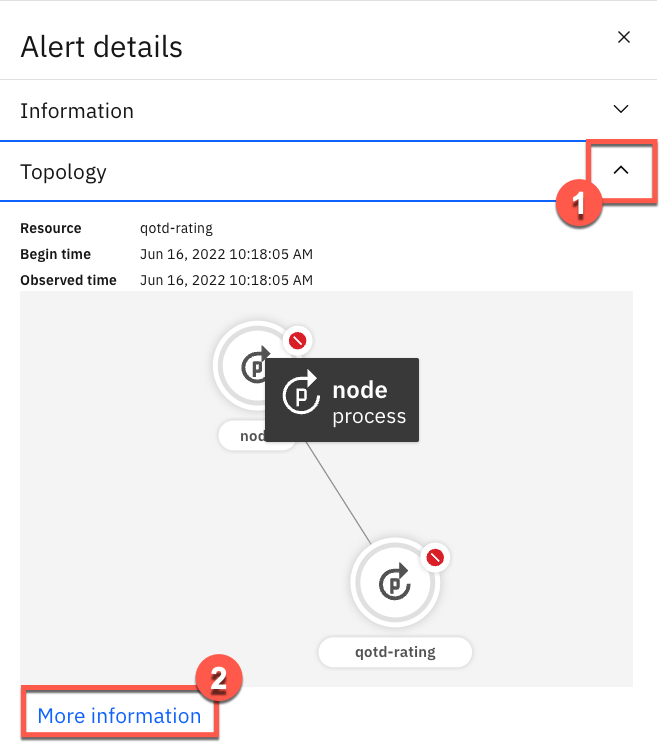 Alert details
Information
Topology
1
Resource qotd-rating
Begin time Jun 16, 2022 10:18:05 AM
Observed time Jun 16, 2022 10:18:05 AM
p
p node
process
nod
p
qotd-rating
2
More information